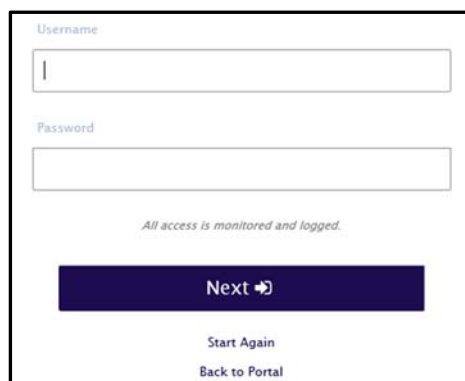 Username
Password
All access is monitored and logged.
Next
Start Again
Back to Portal